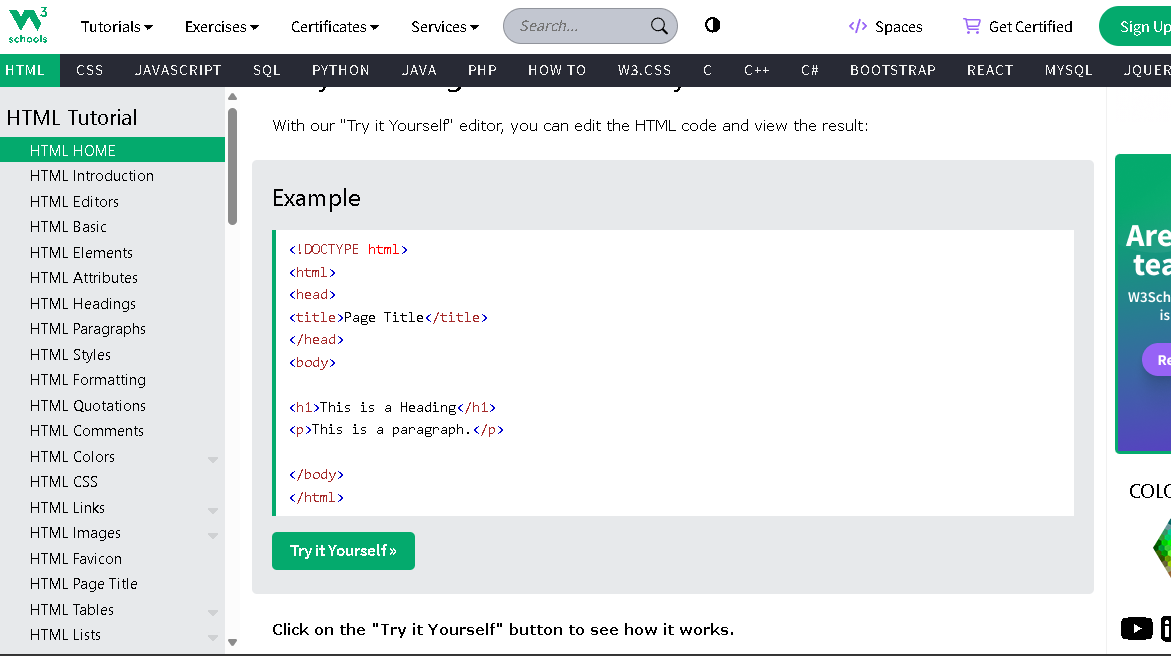 3
schools
Tutorials
Exercises
Certificates
Services
Search...
Spaces
Get Certified
Sign Up
HTML
CSS
JAVASCRIPT
SQL
PYTHON
JAVA
PHP
HOW TO
W3.CSS
C
C++
C#
BOOTSTRAP
REACT
MYSQL
JQUER
HTML Tutorial
HTML HOME
HTML Introduction
HTML Editors
HTML Basic
HTML Elements
HTML Attributes
HTML Headings
HTML Paragraphs
HTML Styles
HTML Formatting
HTML Quotations
HTML Comments
HTML Colors
HTML CSS
HTML Links
HTML Images
HTML Favicon
HTML Page Title
HTML Tables
HTML Lists
With our "Try it Yourself" editor, you can edit the HTML code and view the result:
Example
<!DOCTYPE html>
<html>
<head>
<title>Page Title</title>
</head>
<body>
<h1>This is a Heading</h1>
<p>This is a paragraph.</p>
</body>
</html>
Try it Yourself »
Click on the "Try it Yourself" button to see how it works.
Are
tea
W3Sch
is
Re
COLO